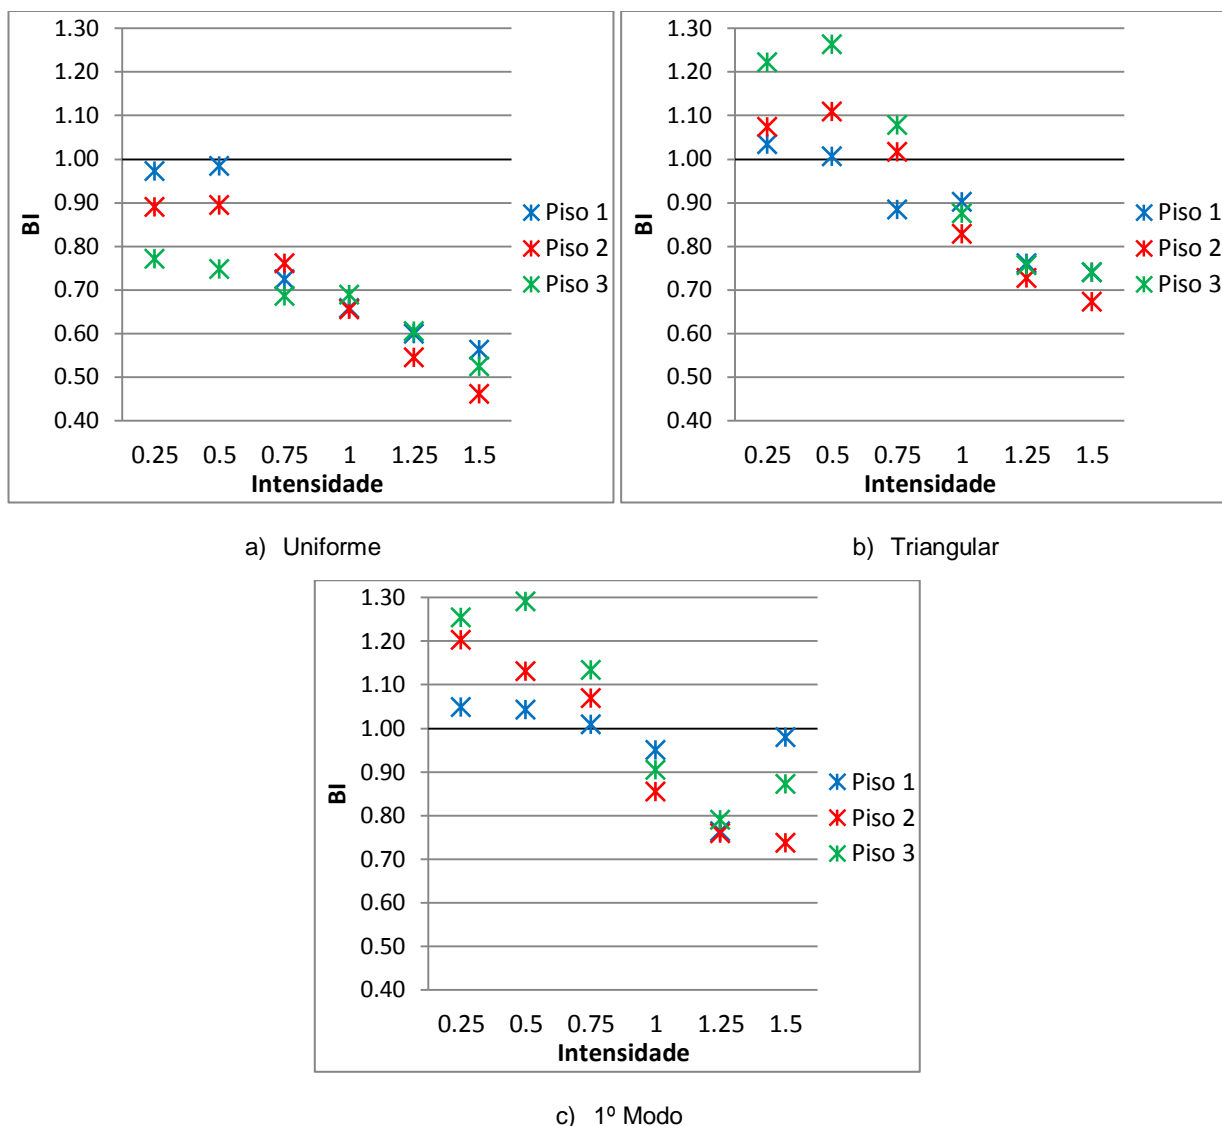 1.30
1.20
1.10
1.00
0.90
0.80
0.70
0.60
0.50
0.40
BI
0.25 0.5 0.75 1 1.25 1.5
Intensidade
Piso 1
Piso 2
Piso 3
a) Uniforme
1.30
1.20
1.10
1.00
0.90
0.80
0.70
0.60
0.50
0.40
BI
0.25 0.5 0.75 1 1.25 1.5
Intensidade
Piso 1
Piso 2
Piso 3
b) Triangular
1.30
1.20
1.10
1.00
0.90
0.80
0.70
0.60
0.50
0.40
BI
0.25 0.5 0.75 1 1.25 1.5
Intensidade
Piso 1
Piso 2
Piso 3
c) 1º Modo